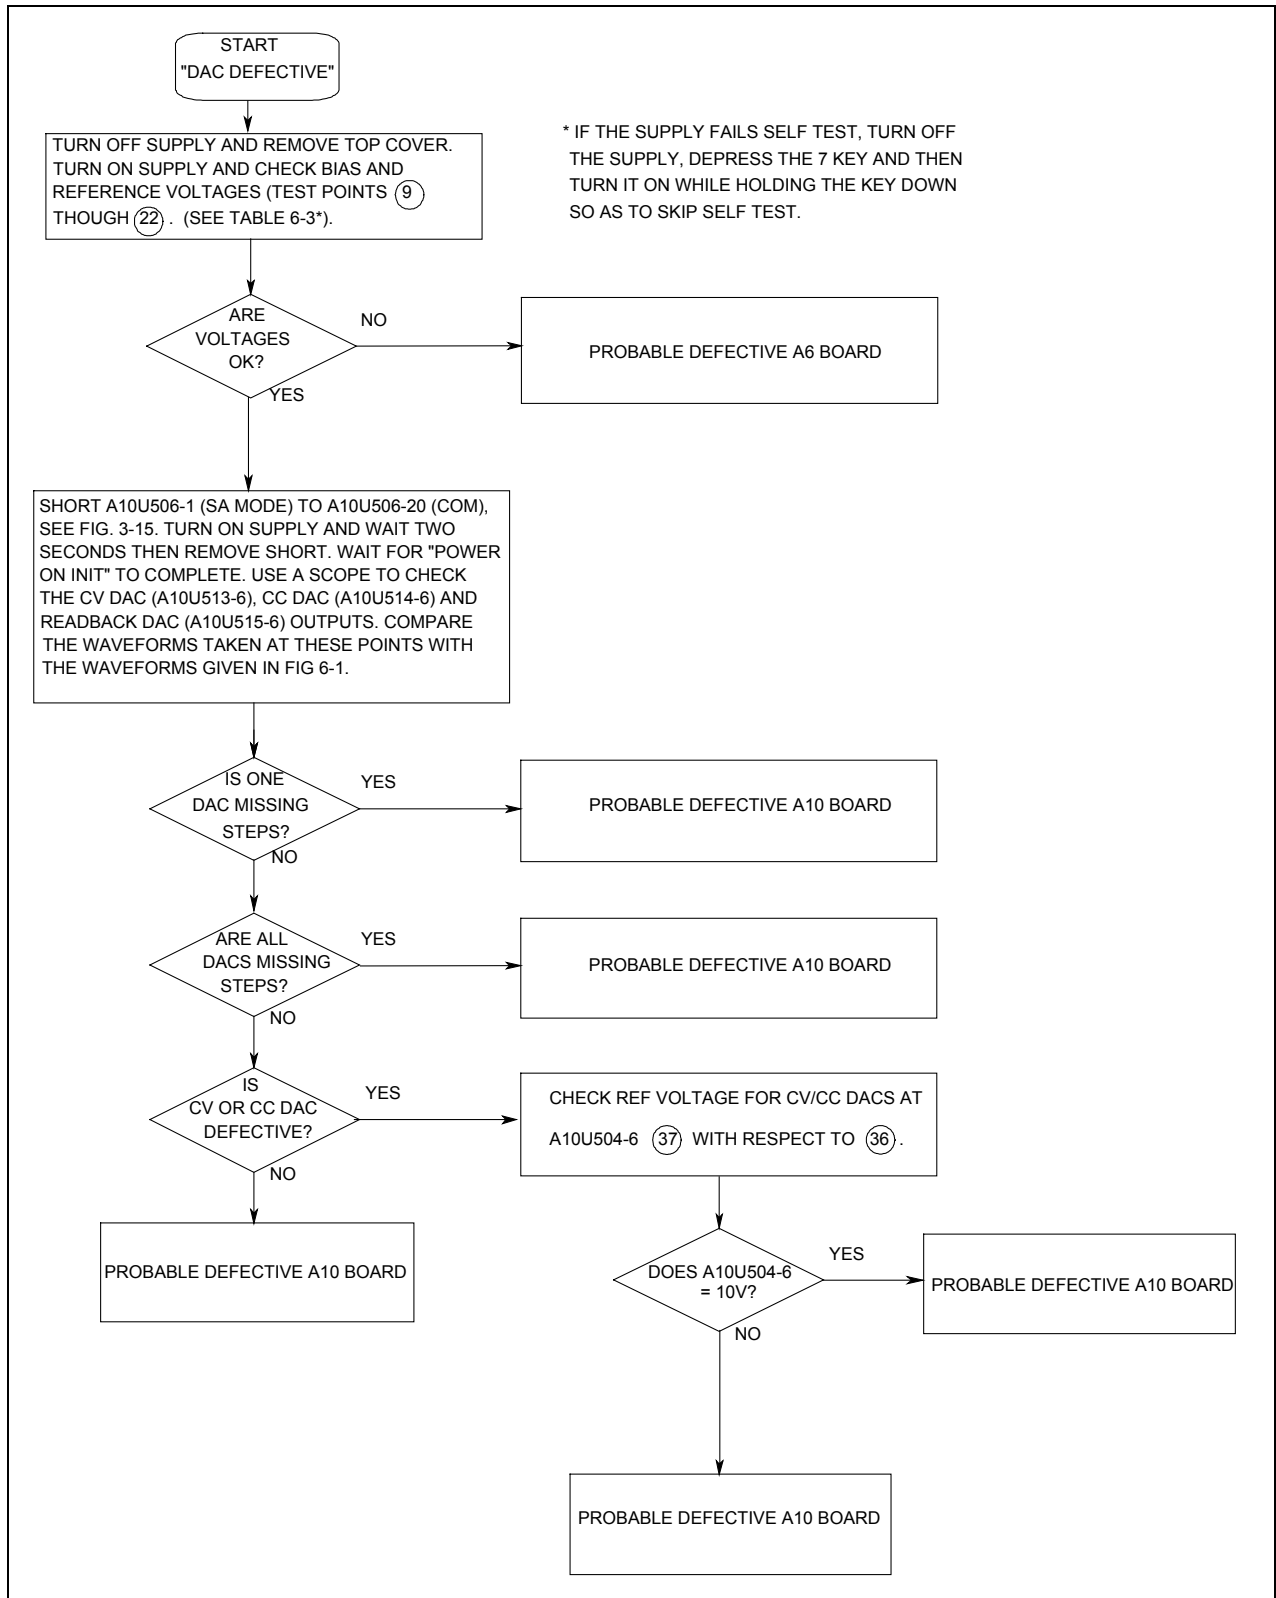 START
"DAC DEFECTIVE"
TURN OFF SUPPLY AND REMOVE TOP COVER.
TURN ON SUPPLY AND CHECK BIAS AND
REFERENCE VOLTAGES (TEST POINTS 9
THOUGH 22 . (SEE TABLE 6-3*).
* IF THE SUPPLY FAILS SELF TEST, TURN OFF
THE SUPPLY, DEPRESS THE 7 KEY AND THEN
TURN IT ON WHILE HOLDING THE KEY DOWN
SO AS TO SKIP SELF TEST.
ARE
VOLTAGES
OK?
NO
YES
PROBABLE DEFECTIVE A6 BOARD
SHORT A10U506-1 (SA MODE) TO A10U506-20 (COM),
SEE FIG. 3-15. TURN ON SUPPLY AND WAIT TWO
SECONDS THEN REMOVE SHORT. WAIT FOR "POWER
ON INIT" TO COMPLETE. USE A SCOPE TO CHECK
THE CV DAC (A10U513-6), CC DAC (A10U514-6) AND
READBACK DAC (A10U515-6) OUTPUTS. COMPARE
THE WAVEFORMS TAKEN AT THESE POINTS WITH
THE WAVEFORMS GIVEN IN FIG 6-1.
IS ONE
DAC MISSING
STEPS?
YES
NO
PROBABLE DEFECTIVE A10 BOARD
ARE ALL
DACS MISSING
STEPS?
YES
NO
PROBABLE DEFECTIVE A10 BOARD
IS
CV OR CC DAC
DEFECTIVE?
YES
NO
CHECK REF VOLTAGE FOR CV/CC DACS AT
A10U504-6 37 WITH RESPECT TO 36 .
PROBABLE DEFECTIVE A10 BOARD
DOES A10U504-6
= 10V?
YES
NO
PROBABLE DEFECTIVE A10 BOARD
PROBABLE DEFECTIVE A10 BOARD